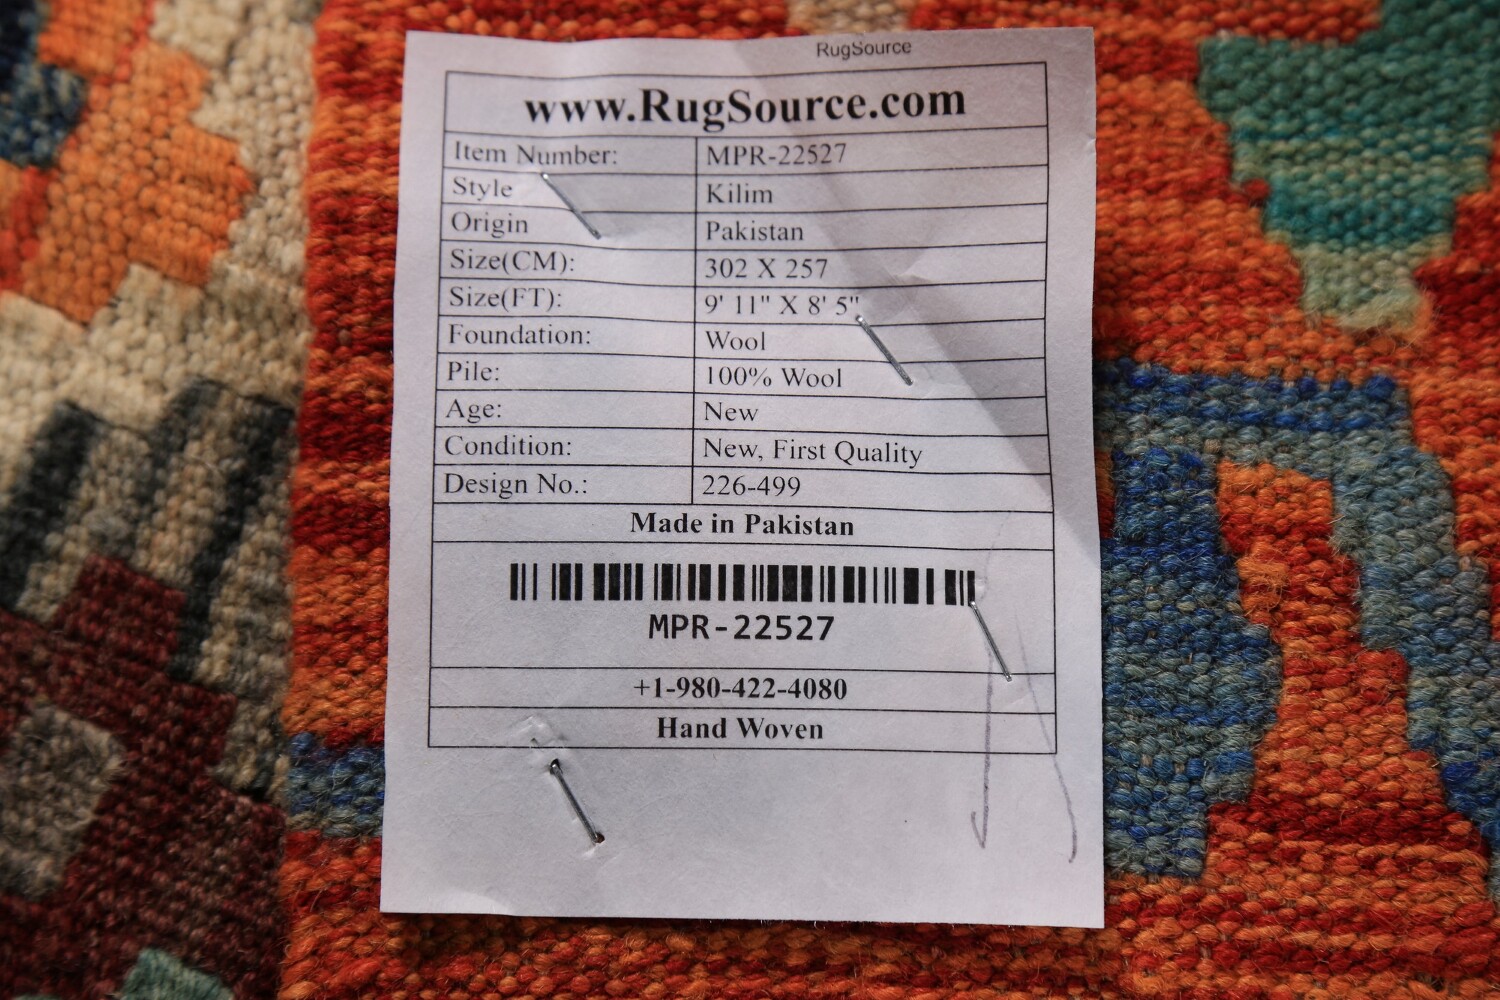 RugSource
www.RugSource.com
Item Number: MPR-22527
Style Kilim
Origin Pakistan
Size(CM): 302 X 257
Size(FT): 9' 11" X 8' 5"
Foundation: Wool
Pile: 100% Wool
Age: New
Condition: New, First Quality
Design No.: 226-499
Made in Pakistan
MPR-22527
+1-980-422-4080
Hand Woven